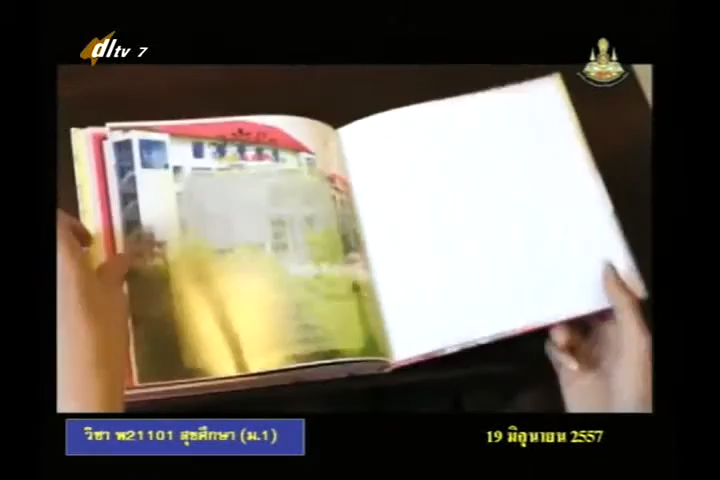 dltv 7
วิชา พ21101 สุขศึกษา (ม.1)
19 มิถุนายน 2557